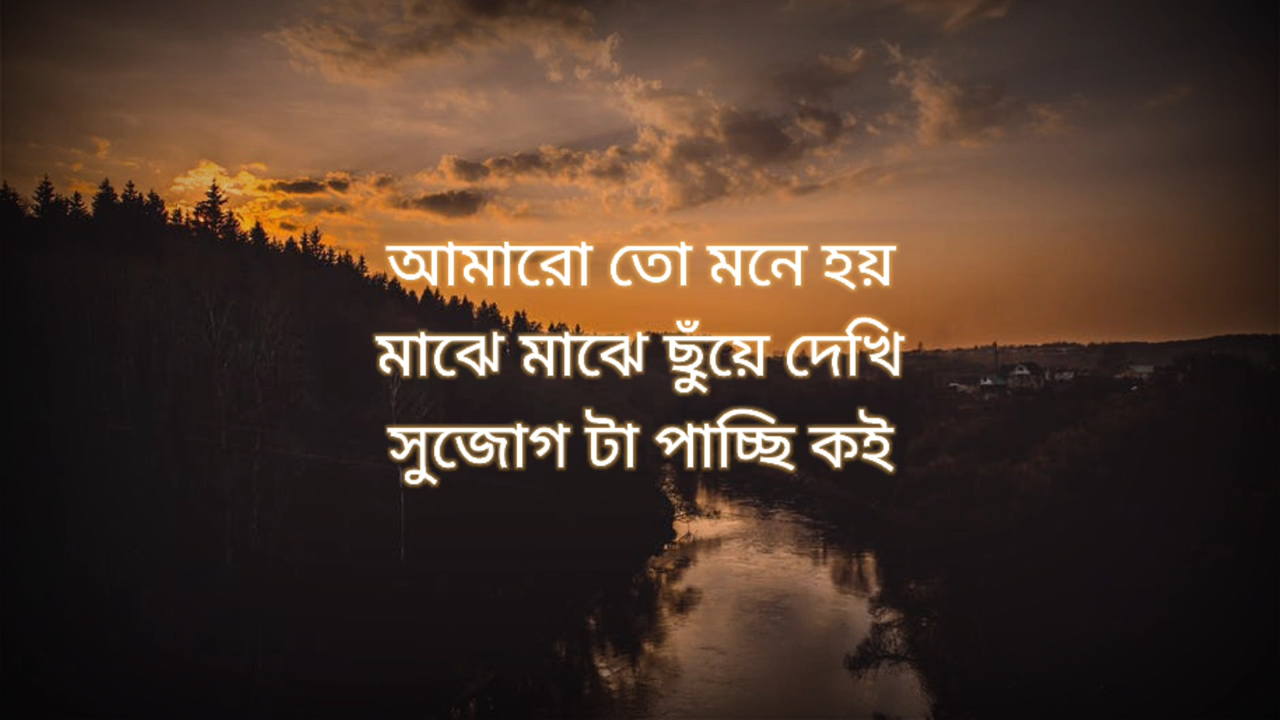 আমারো তো মনে হয়
মাঝে মাঝে ছুঁয়ে দেখি
সুজোগ টা পাচ্ছি কই